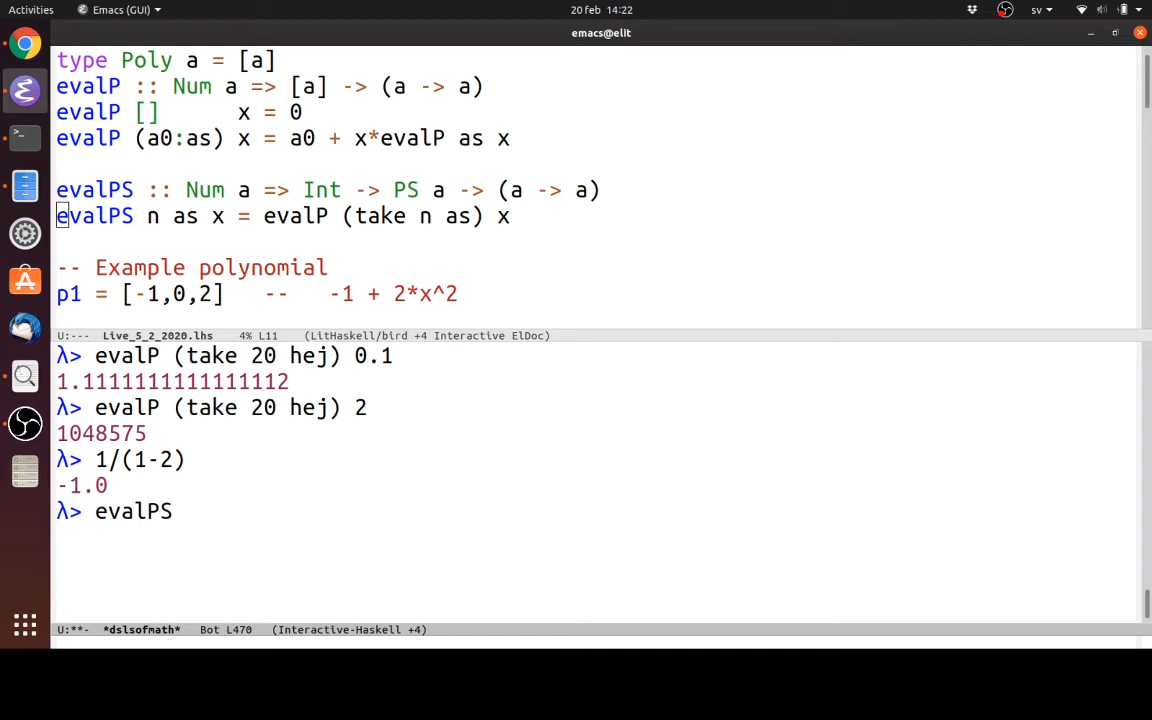 Activities Emacs (GUI) 20 feb 14:22 sv
emacs@elit
type Poly a = [a]
evalP :: Num a => [a] -> (a -> a)
evalP []      x = 0
evalP (a0:as) x = a0 + x*evalP as x
evalPS :: Num a => Int -> PS a -> (a -> a)
evalPS n as x = evalP (take n as) x
-- Example polynomial
p1 = [-1,0,2]   --   -1 + 2*x^2
U:---  Live_5_2_2020.lhs   4% L11   (LitHaskell/bird +4 Interactive ElDoc)
λ> evalP (take 20 hej) 0.1
1.1111111111111112
λ> evalP (take 20 hej) 2
1048575
λ> 1/(1-2)
-1.0
λ> evalPS
U:**-  *dslsofmath*   Bot L470   (Interactive-Haskell +4)